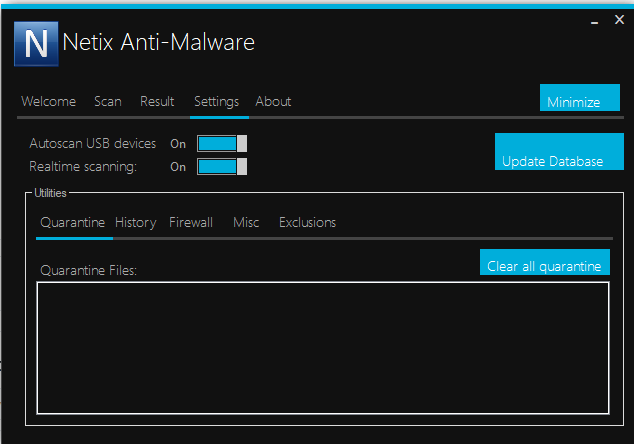 N Netix Anti-Malware
Welcome Scan Result Settings About Minimize
Autoscan USB devices On
Realtime scanning: On
Update Database
Utilities
Quarantine History Firewall Misc Exclusions
Clear all quarantine
Quarantine Files: